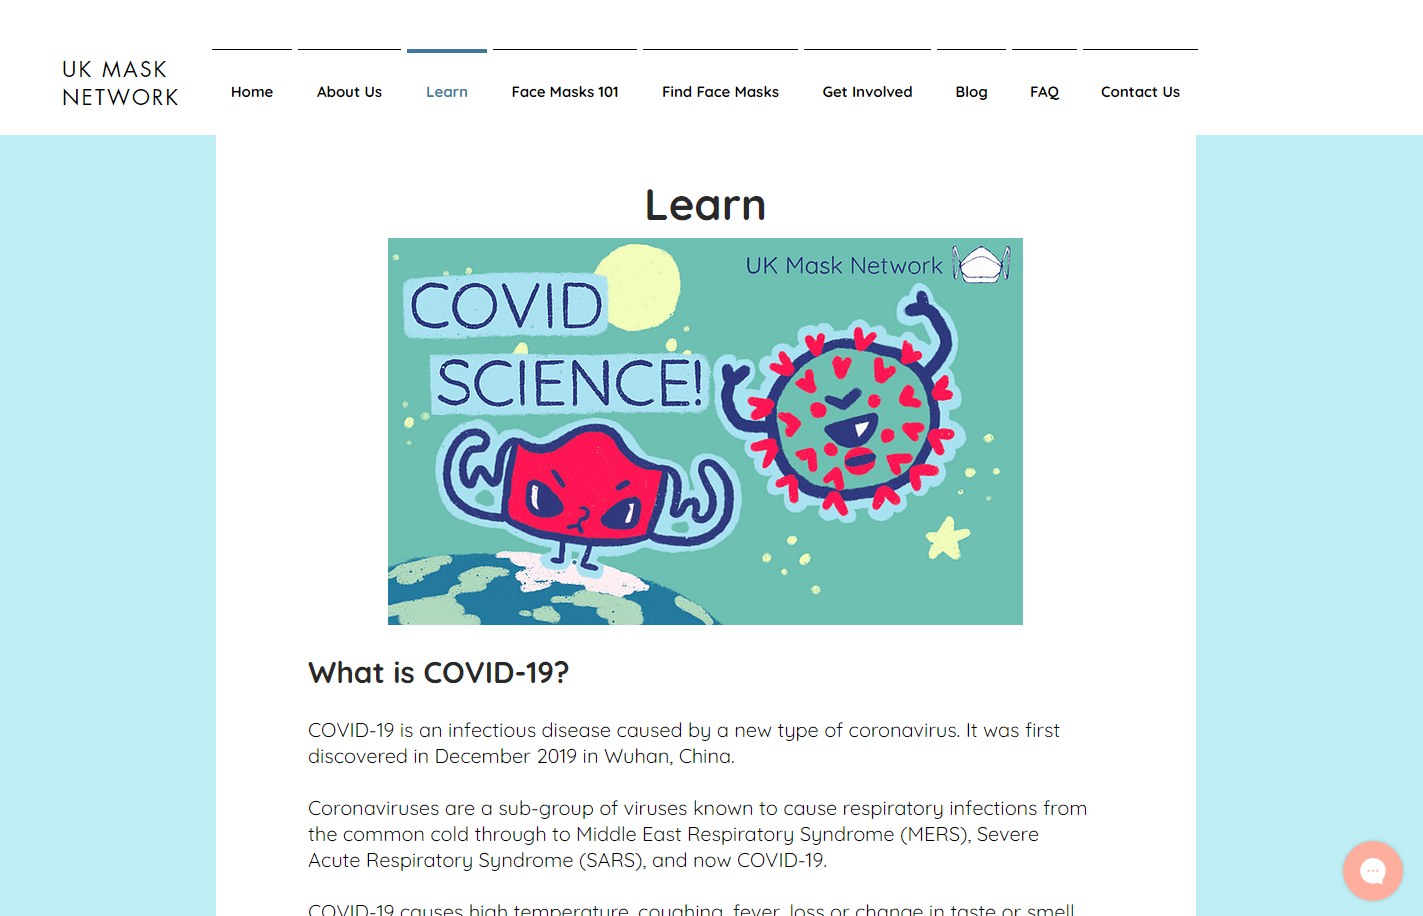 UK MASK
NETWORK
Home
About Us
Learn
Face Masks 101
Find Face Masks
Get Involved
Blog
FAQ
Contact Us
Learn
UK Mask Network
COVID
SCIENCE!
What is COVID-19?
COVID-19 is an infectious disease caused by a new type of coronavirus. It was first
discovered in December 2019 in Wuhan, China.
Coronaviruses are a sub-group of viruses known to cause respiratory infections from
the common cold through to Middle East Respiratory Syndrome (MERS), Severe
Acute Respiratory Syndrome (SARS), and now COVID-19.
COVID-19 causes high temperature, coughing, fever, loss or change in taste or smell